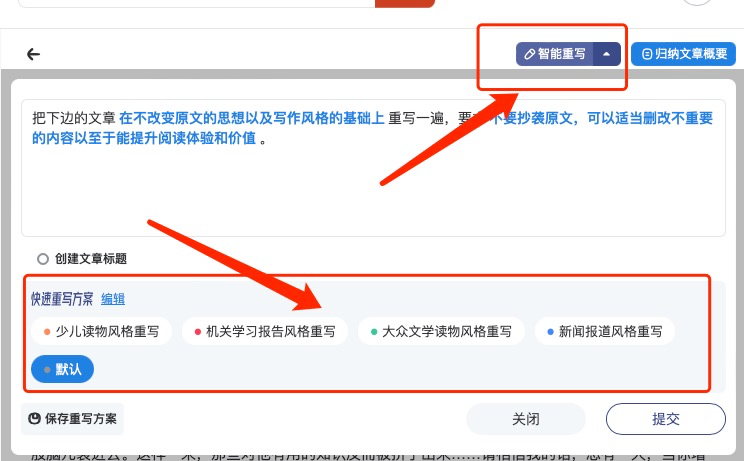 智能重写
归纳文章概要
把下边的文章 在不改变原文的思想以及写作风格的基础上 重写一遍，要 不要抄袭原文，可以适当删改不重要
的内容以至于能提升阅读体验和价值 。
创建文章标题
快速重写方案 编辑
少儿读物风格重写 机关学习报告风格重写 大众文学读物风格重写 新闻报道风格重写
默认
保存重写方案 关闭 提交